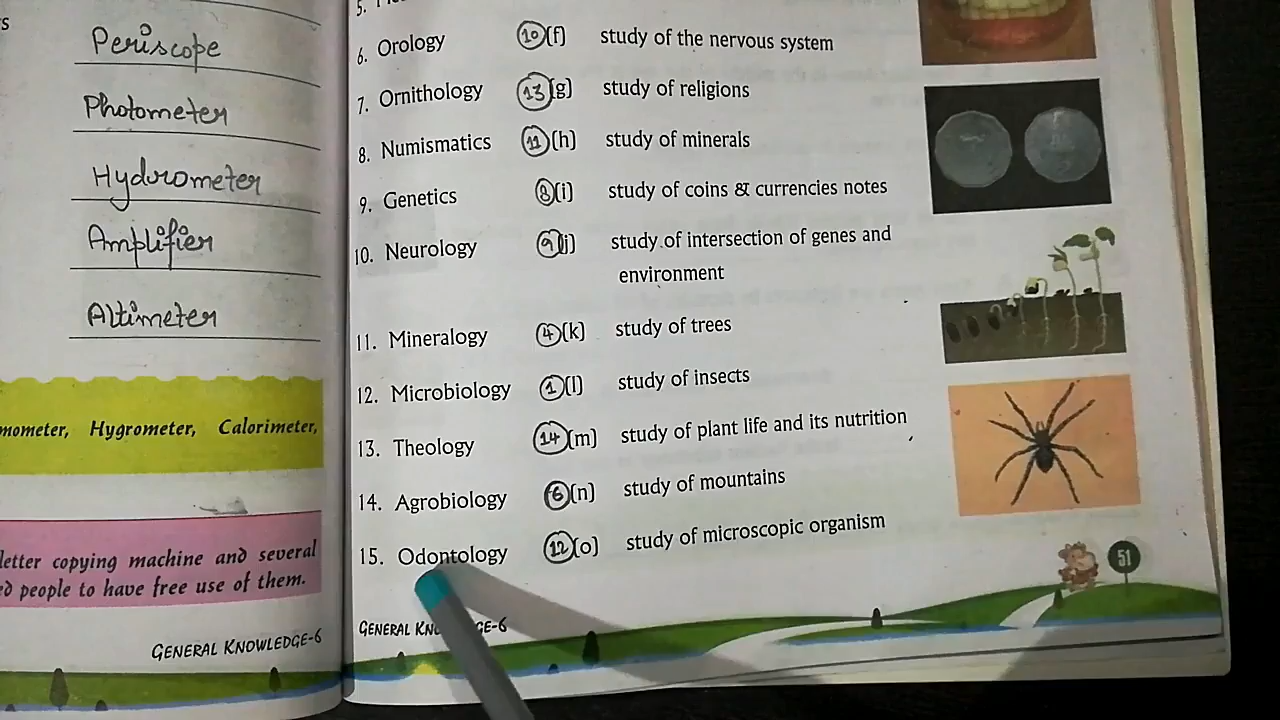 Periscope
Photometer
Hydrometer
Amplifier
Altimeter
mometer, Hygrometer, Calorimeter,
letter copying machine and several
people to have free use of them.
GENERAL KNOWLEDGE-6
5.
6. Orology 10 (f) study of the nervous system
7. Ornithology 13 (g) study of religions
8. Numismatics 11 (h) study of minerals
9. Genetics 8 (i) study of coins & currencies notes
10. Neurology 9 (j) study of intersection of genes and
environment
11. Mineralogy 4 (k) study of trees
12. Microbiology 1 (l) study of insects
13. Theology 14 (m) study of plant life and its nutrition
14. Agrobiology 6 (n) study of mountains
15. Odontology 12 (o) study of microscopic organism
51
GENERAL KNOWLEDGE-6